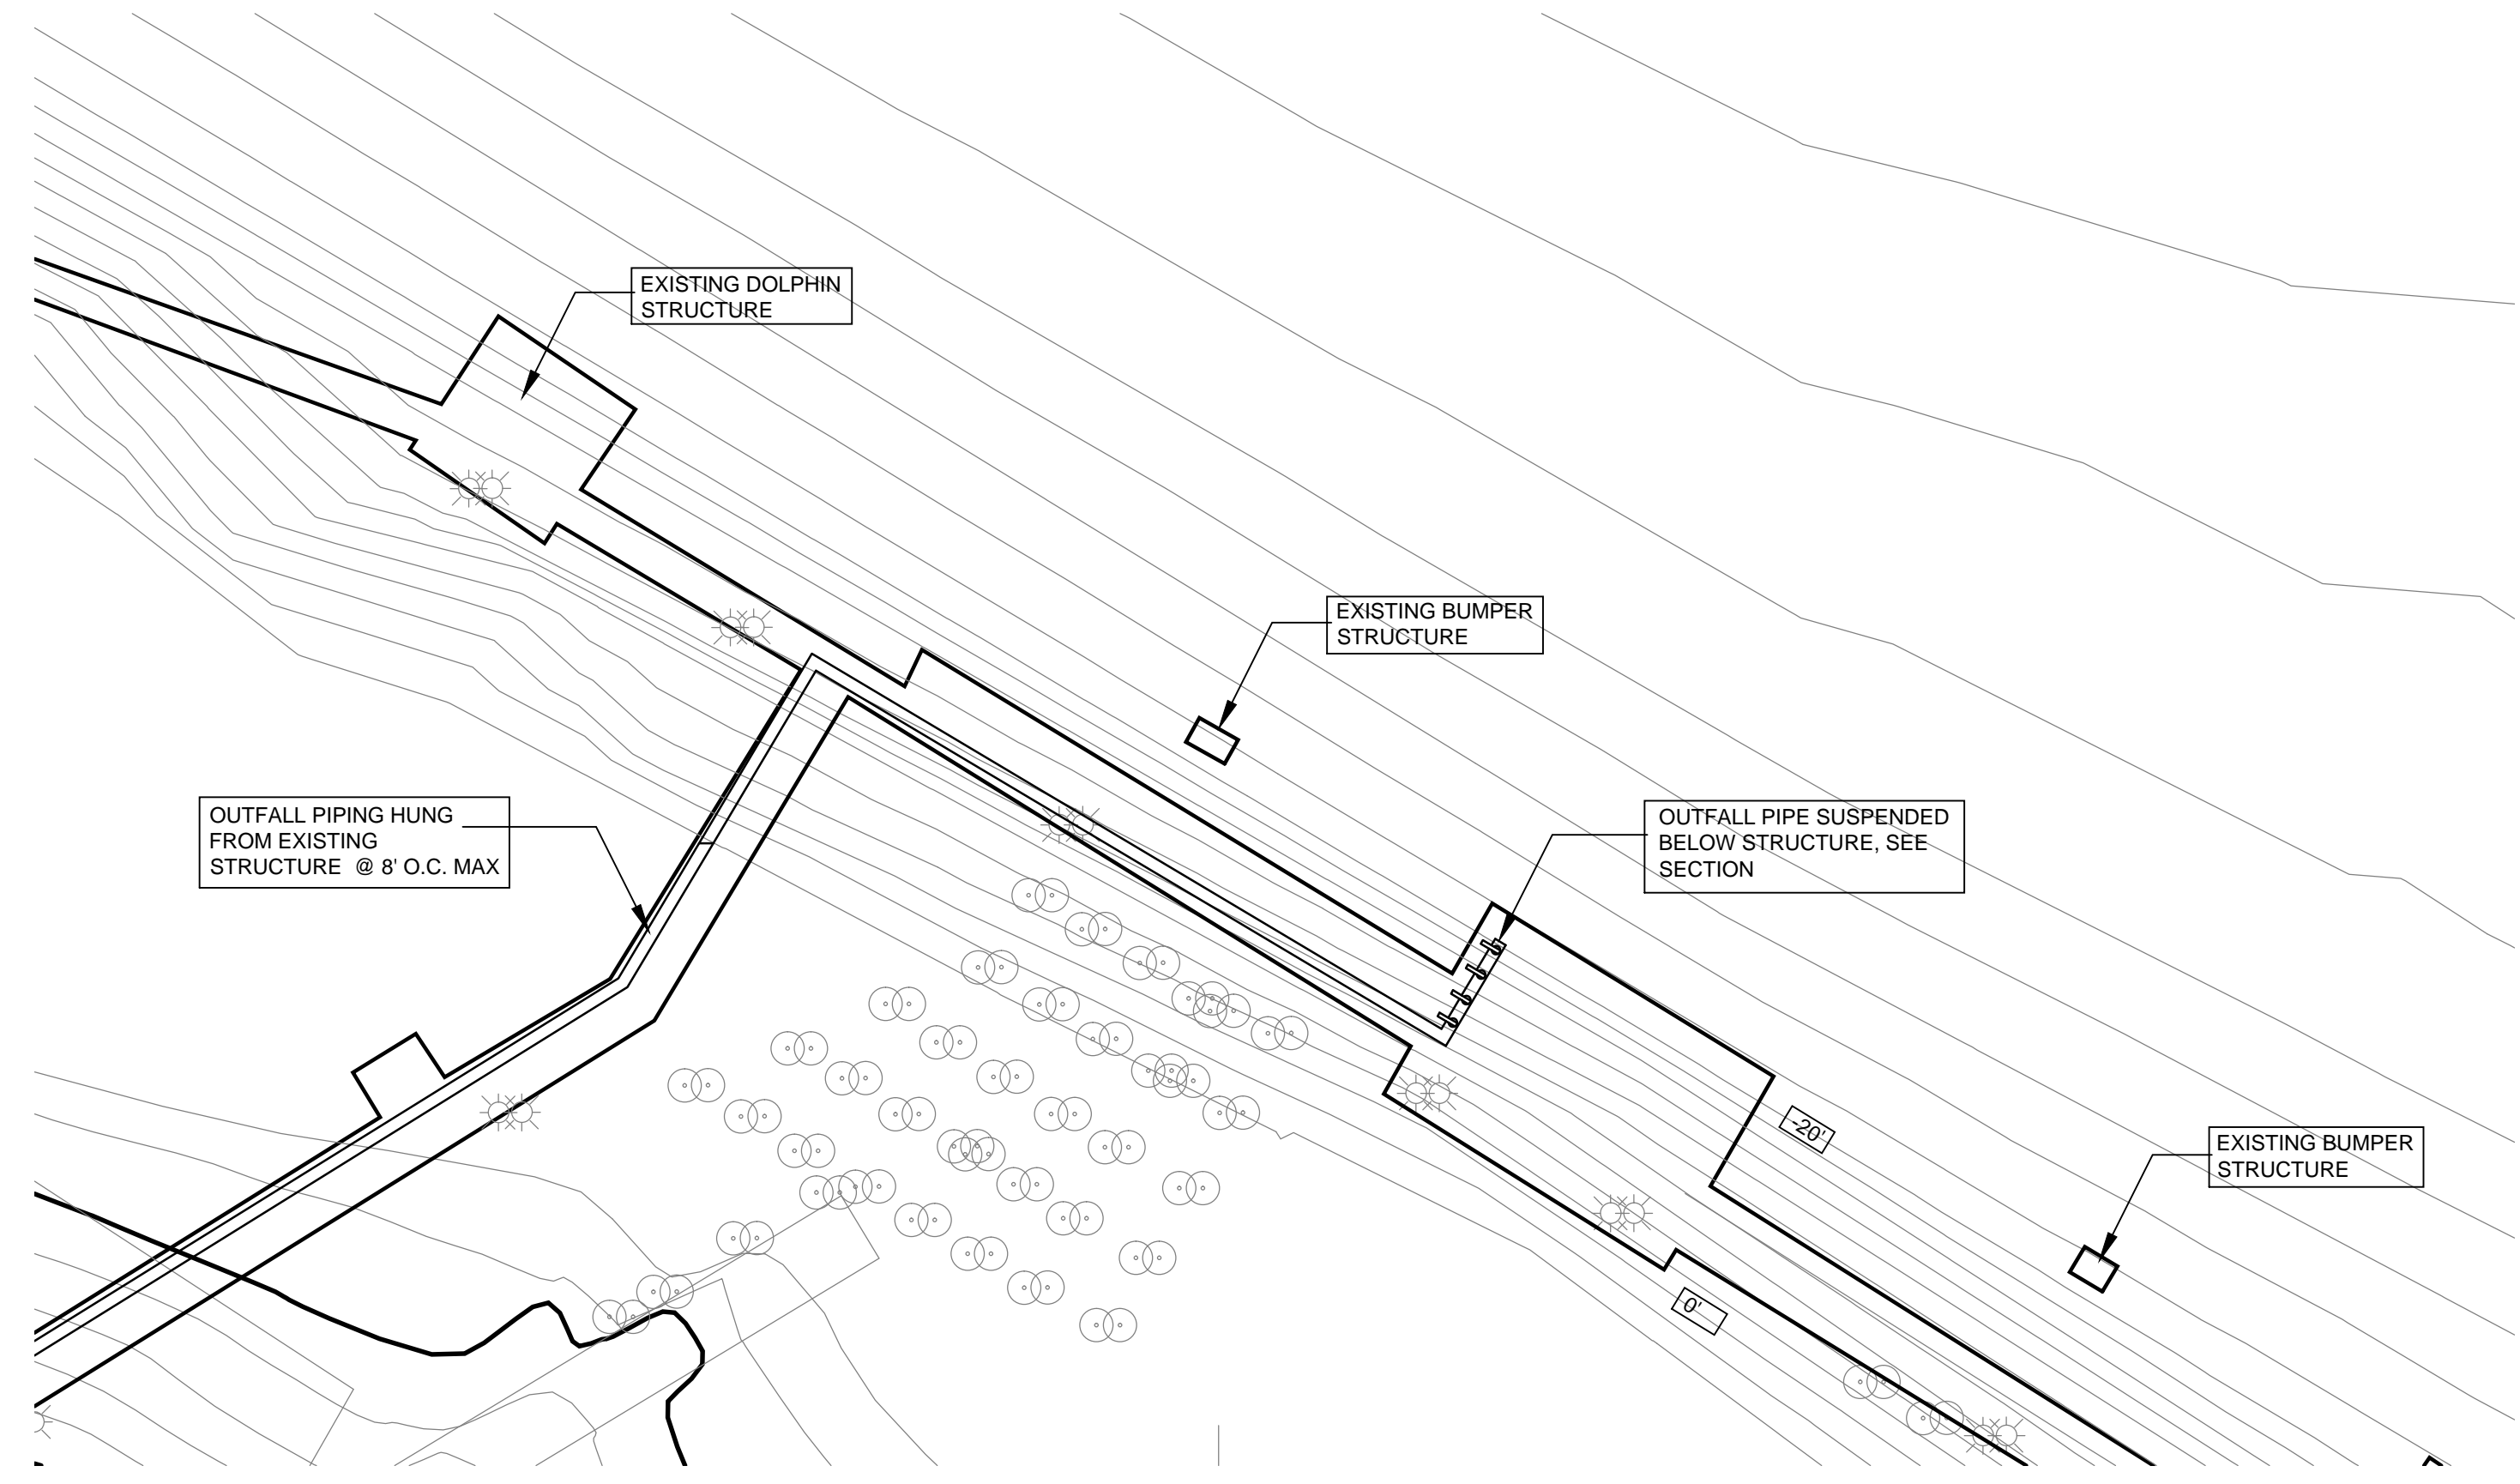 EXISTING DOLPHIN
STRUCTURE
EXISTING BUMPER
STRUCTURE
OUTFALL PIPING HUNG
FROM EXISTING
STRUCTURE @ 8' O.C. MAX
OUTFALL PIPE SUSPENDED
BELOW STRUCTURE, SEE
SECTION
-20'
EXISTING BUMPER
STRUCTURE
0'